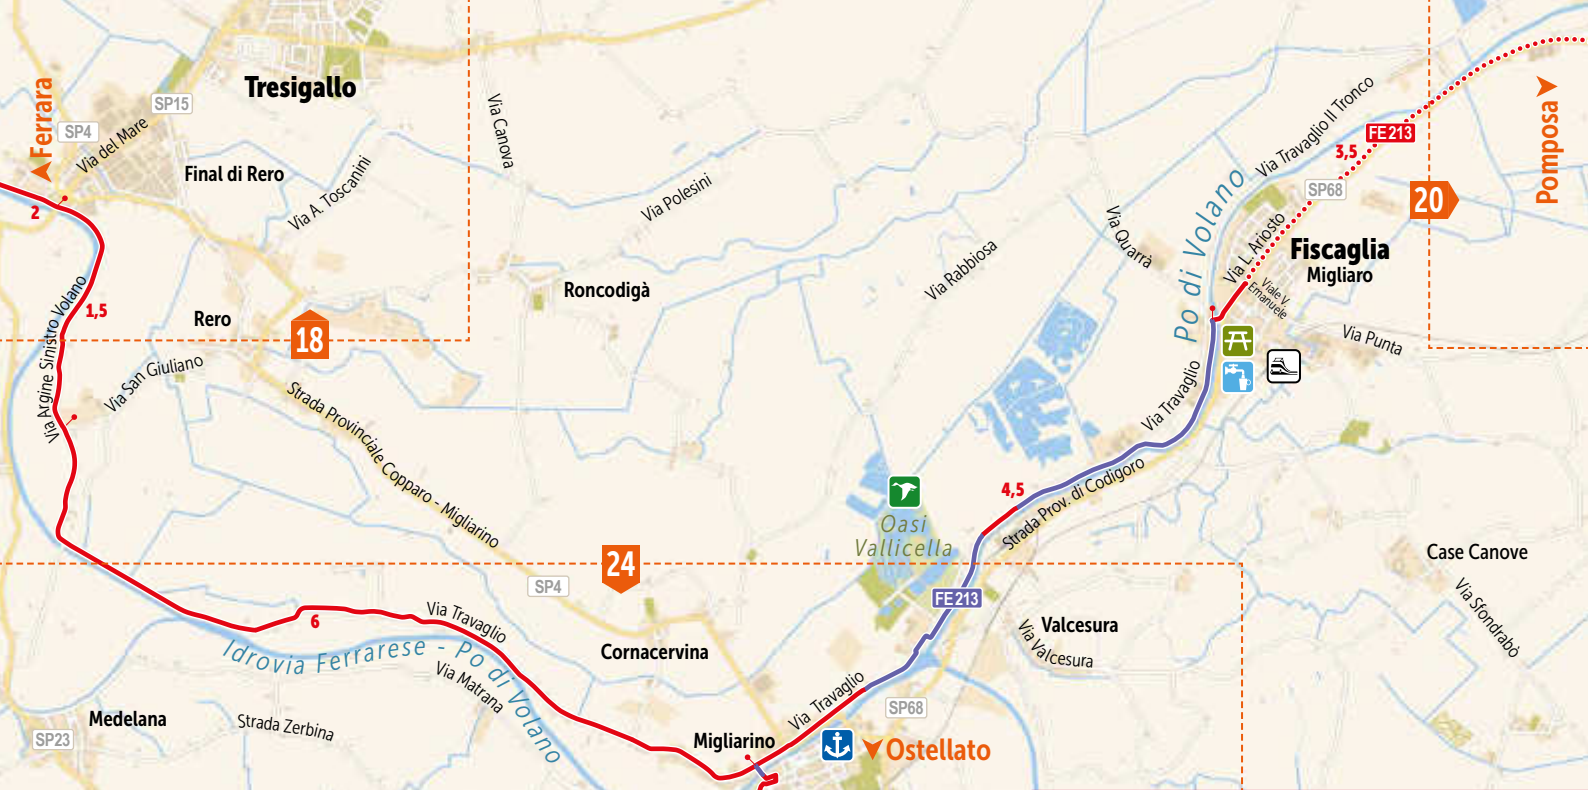 Tresigallo
Ferrara
SP15
SP4
Via del Mare
Final di Rero
Via A. Toscanini
Via Canova
Via Polesini
2
Via Argine Sinistro Volano
1,5
Rero
18
Roncodigà
Via San Giuliano
Strada Provinciale Copparo - Migliarino
Via Rabbiosa
Via Quarrà
Po di Volano
Via Travaglio II Tronco
FE213
3,5
SP68
20
Pomposa
Via L. Ariosto
Fiscaglia
Migliaro
Viale V.
Emanuele
Via Punta
Via Travaglio
4,5
Strada Prov. di Codigoro
Oasi
Vallicella
24
SP4
FE213
Case Canove
Via Sfondrabò
Valcesura
Via Valcesura
6
Via Travaglio
Idrovia Ferrarese - Po di Volano
Via Matrana
Cornacervina
Medelana
SP23
Strada Zerbina
Via Travaglio
SP68
Migliarino
Ostellato